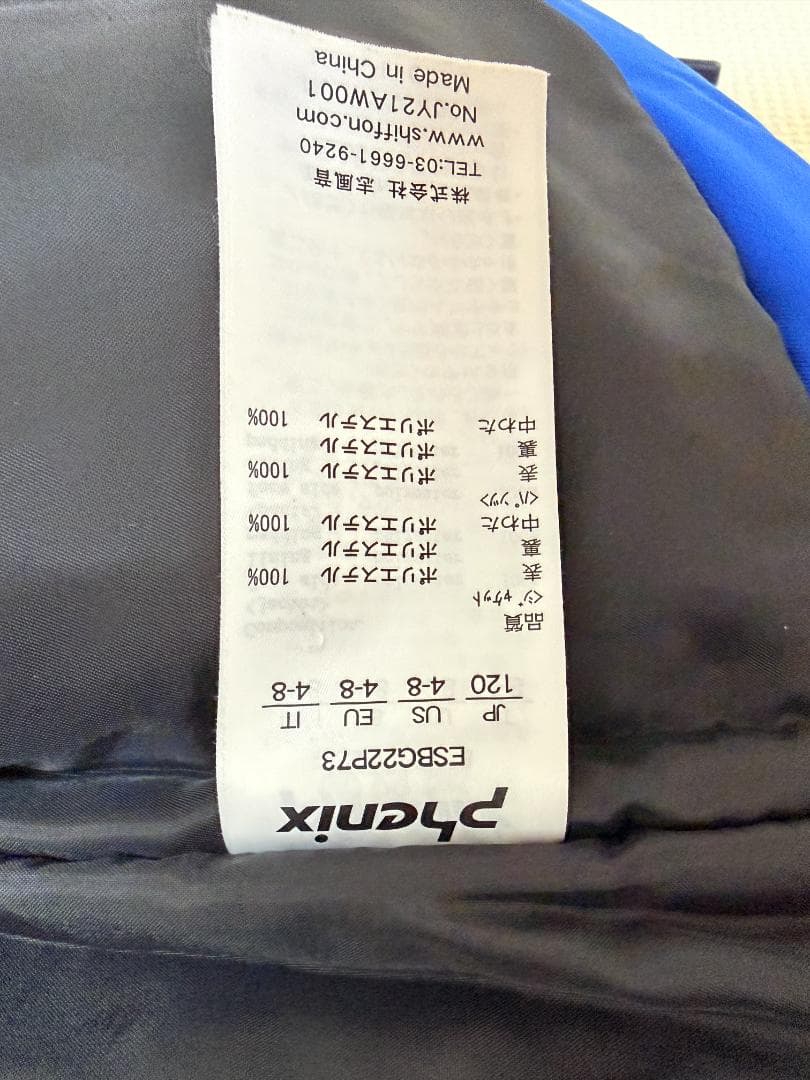 phenix
ESBG22P73
JP US EU IT
120 4-8 4-8 4-8
品質
<ジャケット>
表 ポリエステル 100%
裏 ポリエステル
中わた ポリエステル 100%
<パンツ>
表 ポリエステル 100%
裏 ポリエステル
中わた ポリエステル 100%
株式会社 志風音
TEL:03-6661-9240
www.shiffon.com
No.JY21AW001
Made in China